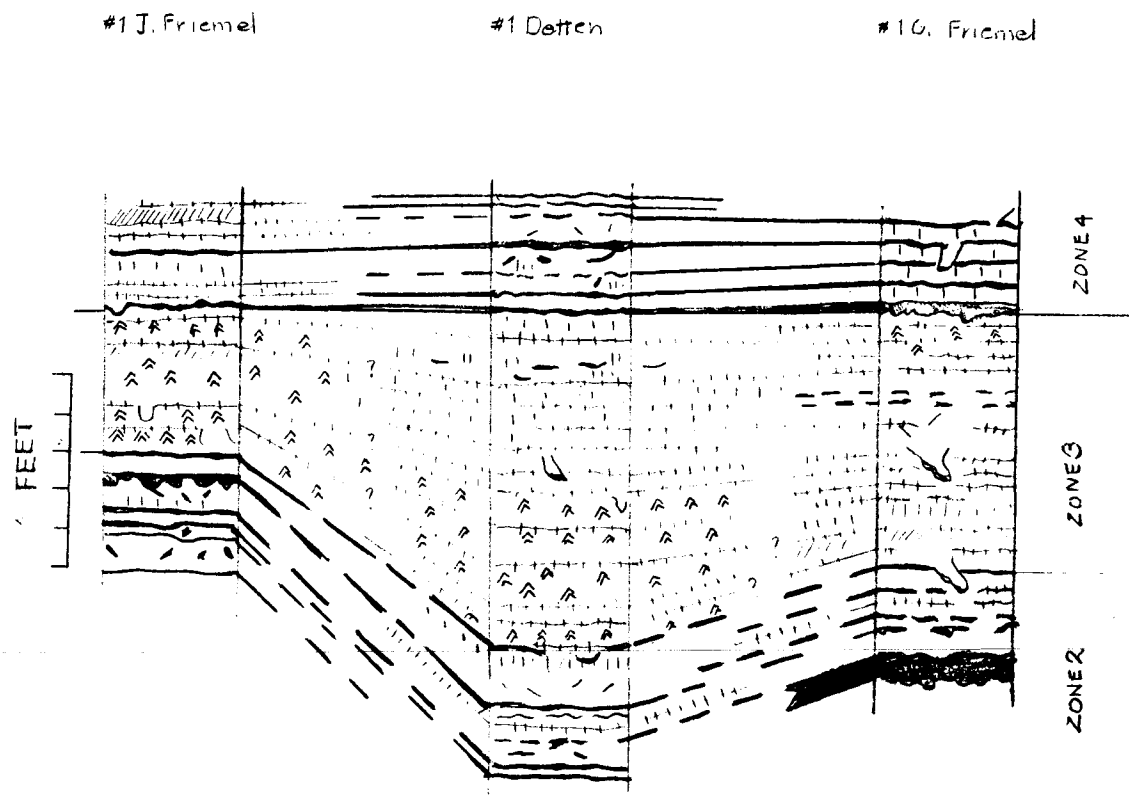 #1 J. Friemel
#1 Detten
#1 G. Friemel
ZONE 4
FEET
ZONE 3
ZONE 2